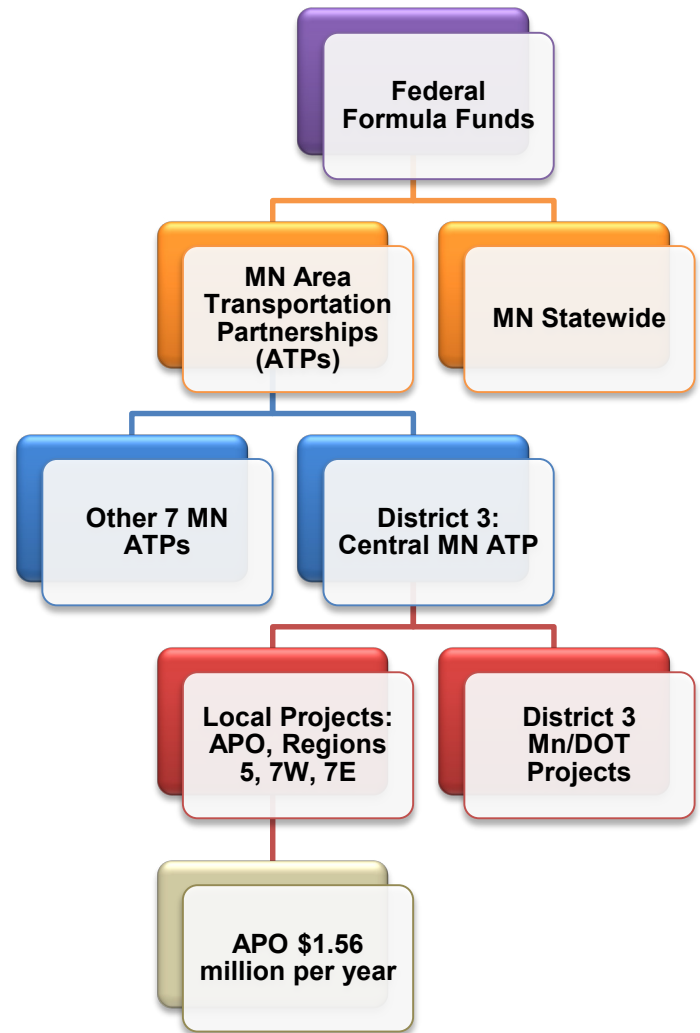 Federal
Formula Funds
MN Area
Transportation
Partnerships
(ATPs)
MN Statewide
Other 7 MN
ATPs
District 3:
Central MN ATP
Local Projects:
APO, Regions
5, 7W, 7E
District 3
Mn/DOT
Projects
APO $1.56
million per year